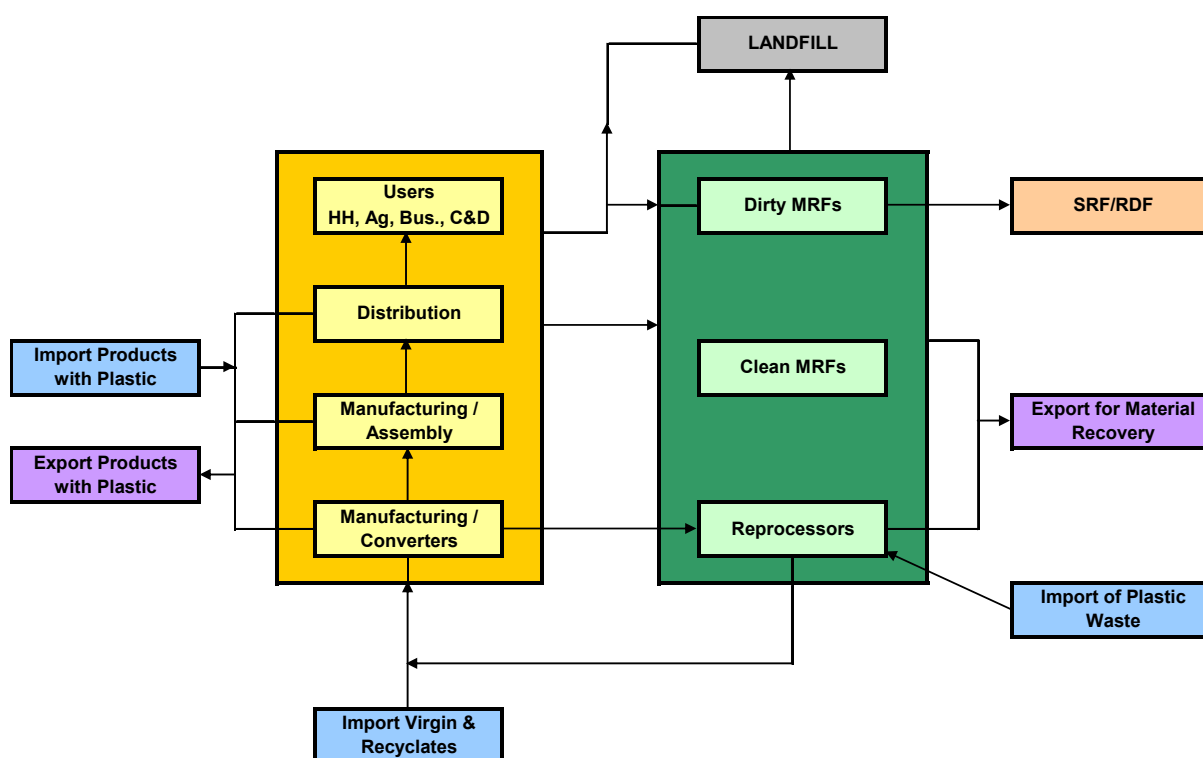 LANDFILL
Users
HH, Ag, Bus., C&D
Dirty MRFs
SRF/RDF
Distribution
Import Products
with Plastic
Clean MRFs
Manufacturing /
Assembly
Export for Material
Recovery
Export Products
with Plastic
Manufacturing /
Converters
Reprocessors
Import of Plastic
Waste
Import Virgin &
Recyclates